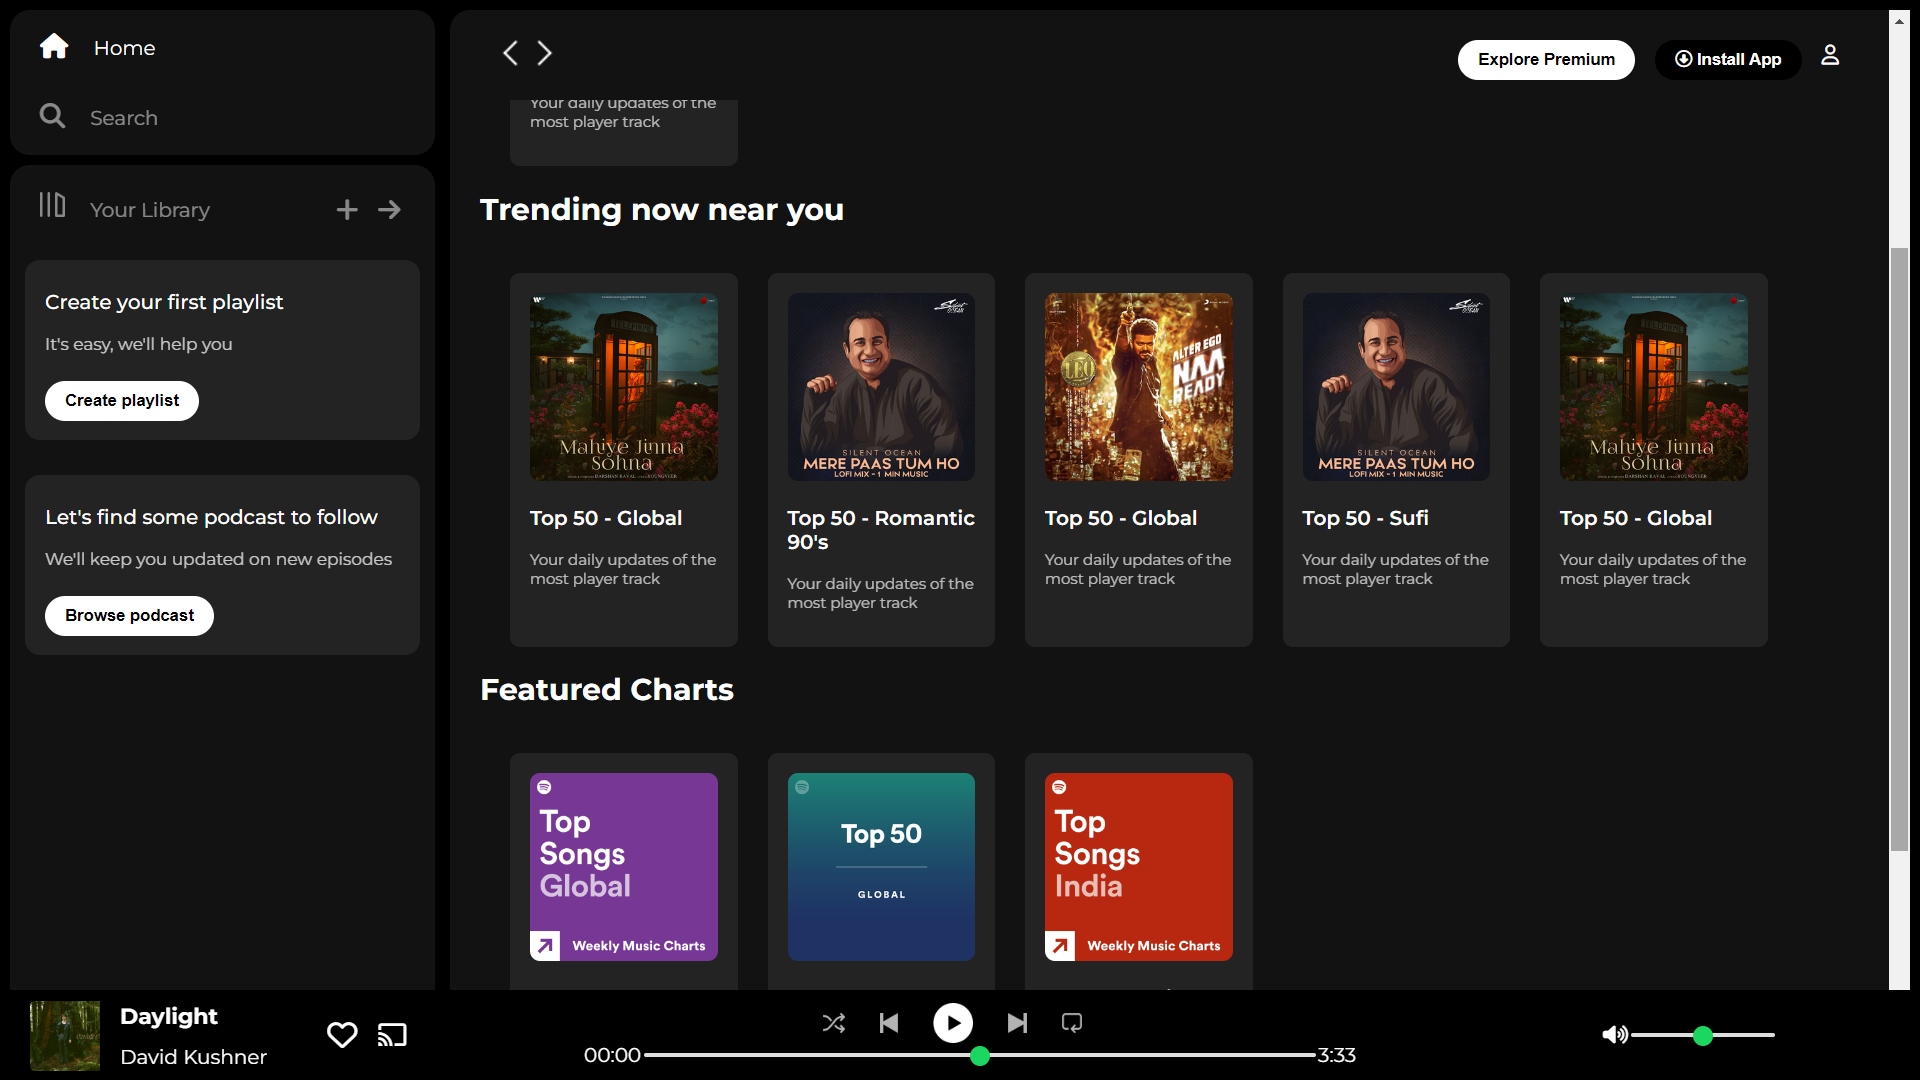 Home
Search
Your Library
Create your first playlist
It's easy, we'll help you
Create playlist
Let's find some podcast to follow
We'll keep you updated on new episodes
Browse podcast
Explore Premium
Install App
Your daily updates of the
most player track
Trending now near you
Mahiye Jinna
Sohna
Top 50 - Global
Your daily updates of the
most player track
SILENT OCEAN
MERE PAAS TUM HO
LOFI MIX - 1 MIN MUSIC
Top 50 - Romantic
90's
Your daily updates of the
most player track
LEO
ALTER EGO
NAA
READY
Top 50 - Global
Your daily updates of the
most player track
SILENT OCEAN
MERE PAAS TUM HO
LOFI MIX - 1 MIN MUSIC
Top 50 - Sufi
Your daily updates of the
most player track
Mahiye Jinna
Sohna
Top 50 - Global
Your daily updates of the
most player track
Featured Charts
Top
Songs
Global
Weekly Music Charts
Top 50
GLOBAL
Top
Songs
India
Weekly Music Charts
Daylight
David Kushner
00:00
3:33